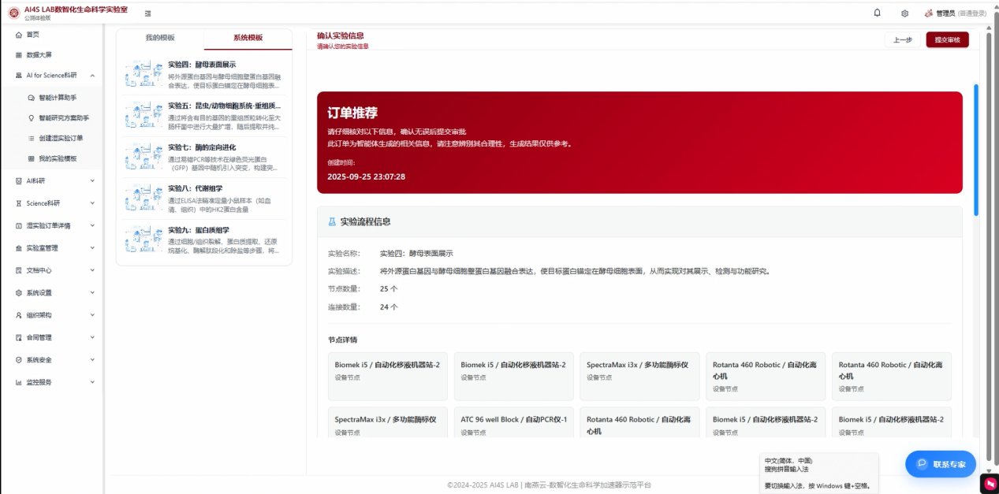 AI4S LAB数智化生命科学实验室
公测体验版
管理员 (普通登录)
首页
数据大屏
AI for Science科研
智能计算助手
智能研究方案助手
创建湿实验订单
我的实验模板
AI科研
Science科研
湿实验订单详情
实验室管理
文档中心
系统设置
组织架构
合同管理
系统安全
监控服务
我的模板
系统模板
实验四：酵母表面展示
将外源蛋白基因与酵母细胞壁蛋白基因融
合表达，使目标蛋白锚定在酵母细胞表...
实验五：昆虫/动物细胞系统-重组质...
通过将含有目的基因的重组质粒转化至大
肠杆菌中进行大量扩增，随后提取并纯...
实验七：酶的定向进化
通过易错PCR等技术在绿色荧光蛋白
（GFP）基因中随机引入突变，构建突...
实验八：代谢组学
通过ELISA法精准定量小鼠样本（如血
清、组织）中的HK2蛋白含量
实验九：蛋白质组学
通过细胞/组织裂解、蛋白质提取、还原
烷基化、酶解肽段化和除盐等步骤，将...
确认实验信息
请确认您的实验信息
上一步
提交审核
订单推荐
请仔细核对以下信息，确认无误后提交审批
此订单为智能体生成的相关信息，请注意辨别其合理性，生成结果仅供参考。
创建时间:
2025-09-25 23:07:28
实验流程信息
实验名称： 实验四：酵母表面展示
实验描述： 将外源蛋白基因与酵母细胞壁蛋白基因融合表达，使目标蛋白锚定在酵母细胞表面，从而实现对其展示、检测与功能研究。
节点数量： 25 个
连接数量： 24 个
节点详情
Biomek i5 / 自动化移液机器站-2
设备节点
Biomek i5 / 自动化移液机器站-2
设备节点
SpectraMax i3x / 多功能酶标仪
设备节点
Rotanta 460 Robotic / 自动化离
心机
设备节点
Rotanta 460 Robotic / 自动化离
心机
设备节点
SpectraMax i3x / 多功能酶标仪
设备节点
ATC 96 well Block / 自动PCR仪-1
设备节点
Rotanta 460 Robotic / 自动化离
心机
Biomek i5 / 自动化移液机器站-2
设备节点
Biomek i5 / 自动化移液机器站-2
设备节点
中文(简体，中国)
搜狗拼音输入法
要切换输入法，按 Windows 键+空格。
联系专家
©2024-2025 AI4S LAB | 南燕云-数智化生命科学加速器示范平台